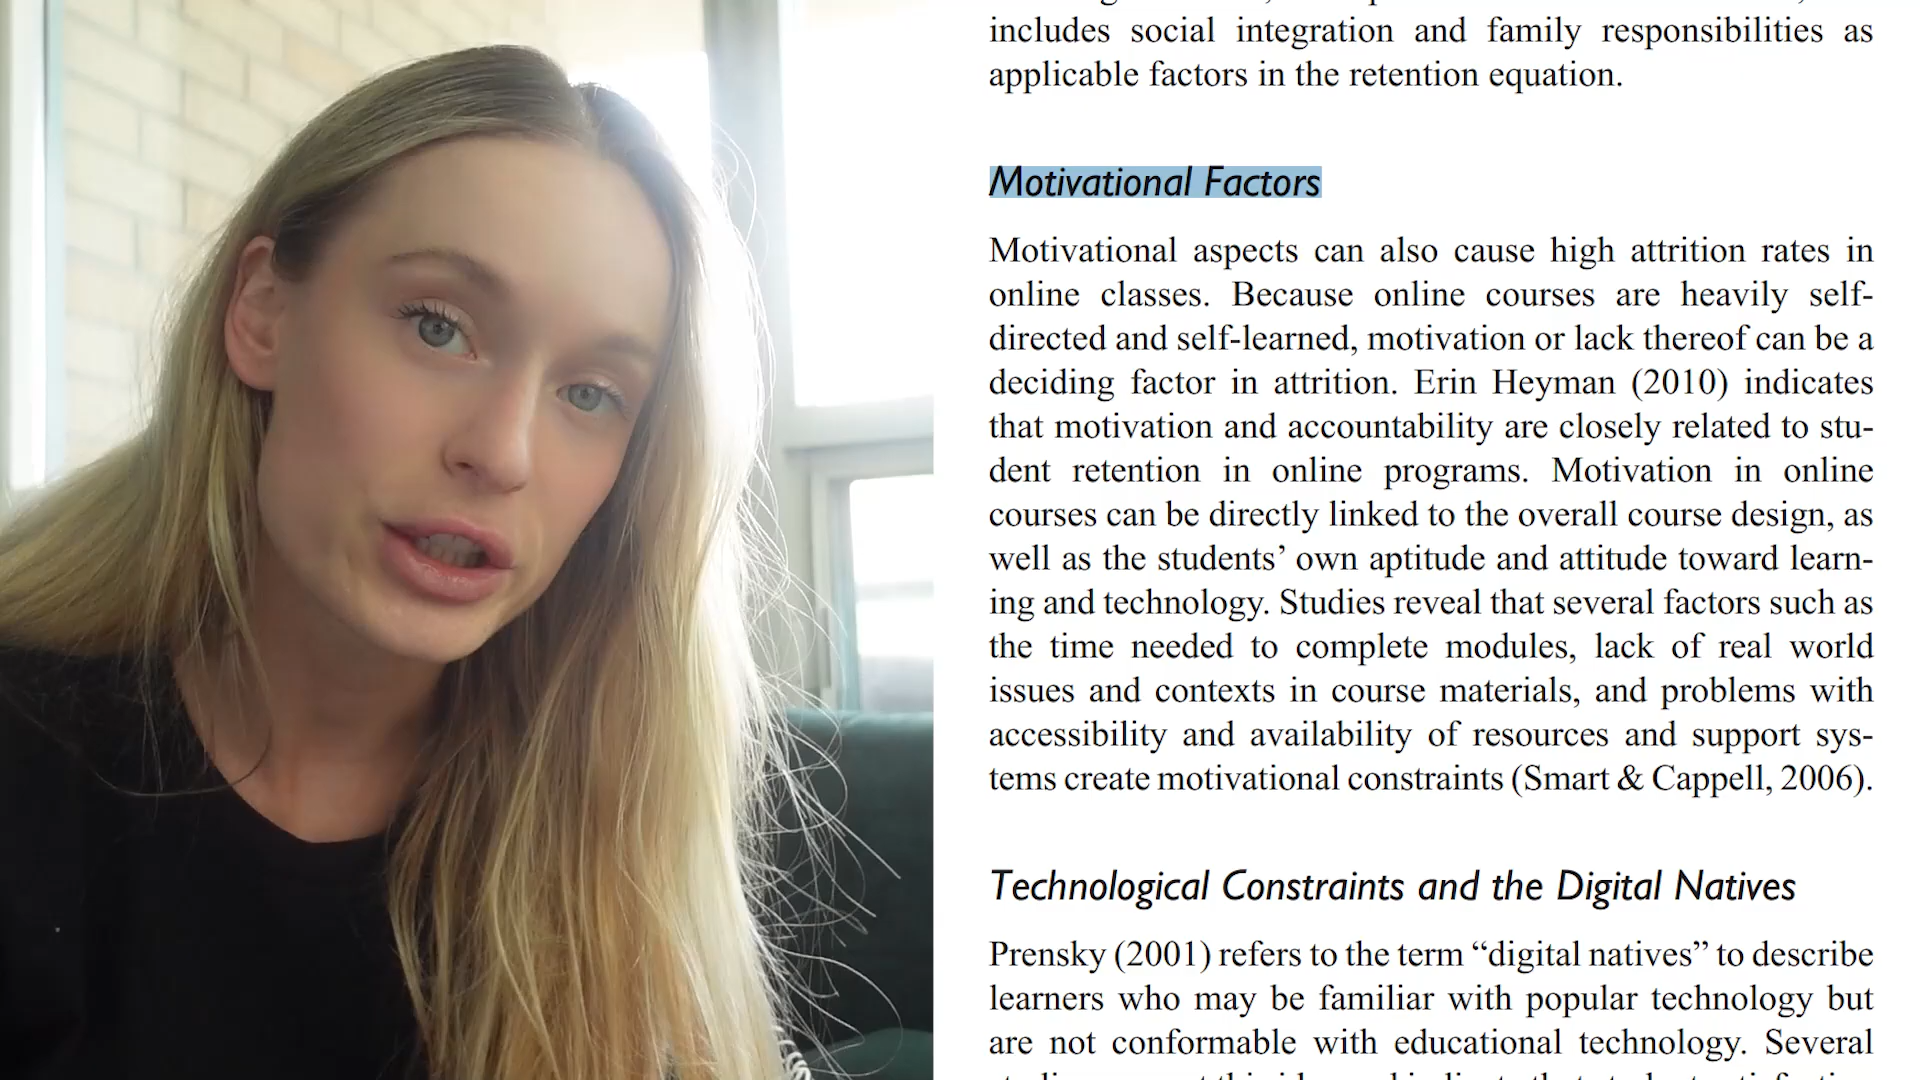 includes social integration and family responsibilities as
applicable factors in the retention equation.
Motivational Factors
Motivational aspects can also cause high attrition rates in
online classes. Because online courses are heavily self-
directed and self-learned, motivation or lack thereof can be a
deciding factor in attrition. Erin Heyman (2010) indicates
that motivation and accountability are closely related to stu-
dent retention in online programs. Motivation in online
courses can be directly linked to the overall course design, as
well as the students’ own aptitude and attitude toward learn-
ing and technology. Studies reveal that several factors such as
the time needed to complete modules, lack of real world
issues and contexts in course materials, and problems with
accessibility and availability of resources and support sys-
tems create motivational constraints (Smart & Cappell, 2006).
Technological Constraints and the Digital Natives
Prensky (2001) refers to the term “digital natives” to describe
learners who may be familiar with popular technology but
are not conformable with educational technology. Several